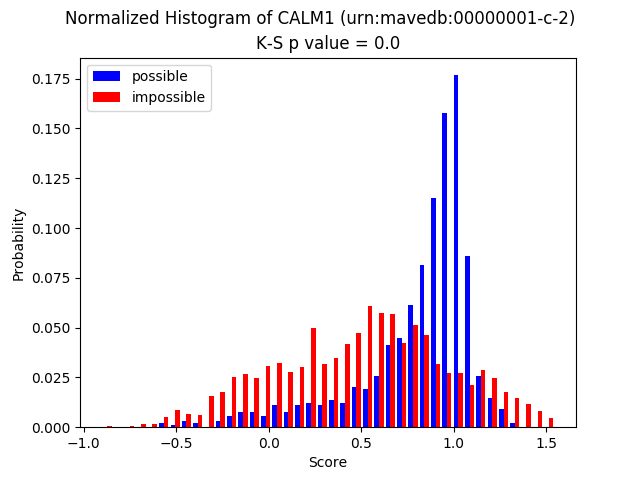 Normalized Histogram of CALM1 (urn:mavedb:00000001-c-2)
K-S p value = 0.0
possible
impossible
0.175
0.150
0.125
0.100
0.075
0.050
0.025
0.000
Probability
−1.0
−0.5
0.0
0.5
1.0
1.5
Score